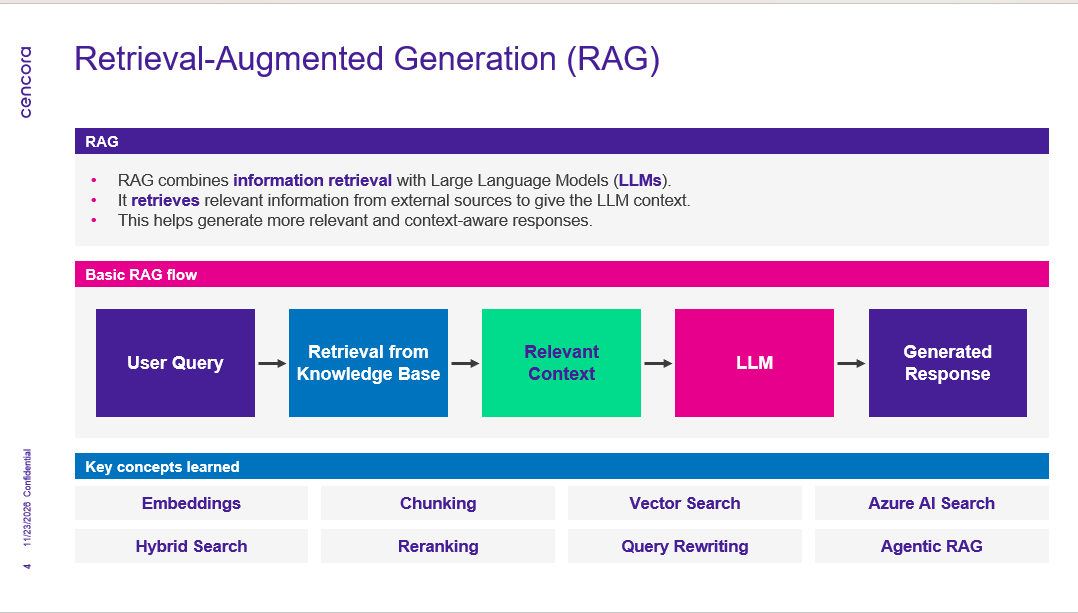 cencora
Retrieval-Augmented Generation (RAG)
RAG
• RAG combines information retrieval with Large Language Models (LLMs).
• It retrieves relevant information from external sources to give the LLM context.
• This helps generate more relevant and context-aware responses.
Basic RAG flow
User Query
Retrieval from
Knowledge Base
Relevant
Context
LLM
Generated
Response
Key concepts learned
Embeddings
Chunking
Vector Search
Azure AI Search
Hybrid Search
Reranking
Query Rewriting
Agentic RAG
4 11/23/2026 Confidential